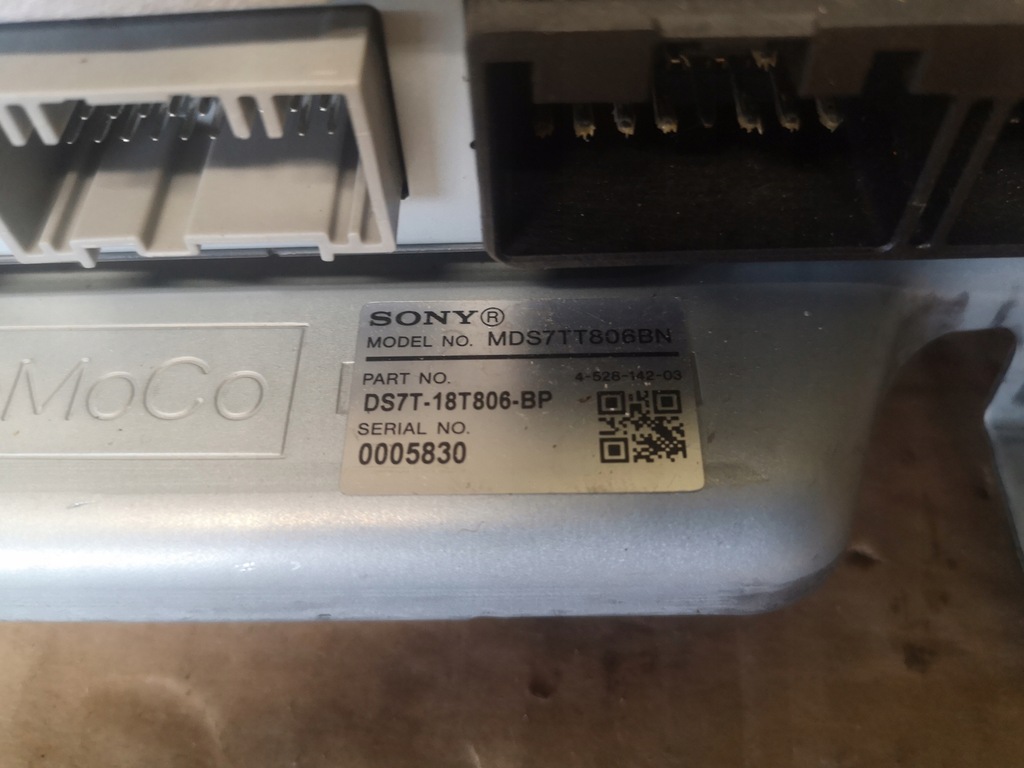 SONY®
MODEL NO. MDS7TT806BN
PART NO. 4-528-142-03
DS7T-18T806-BP
SERIAL NO.
0005830
MoCo